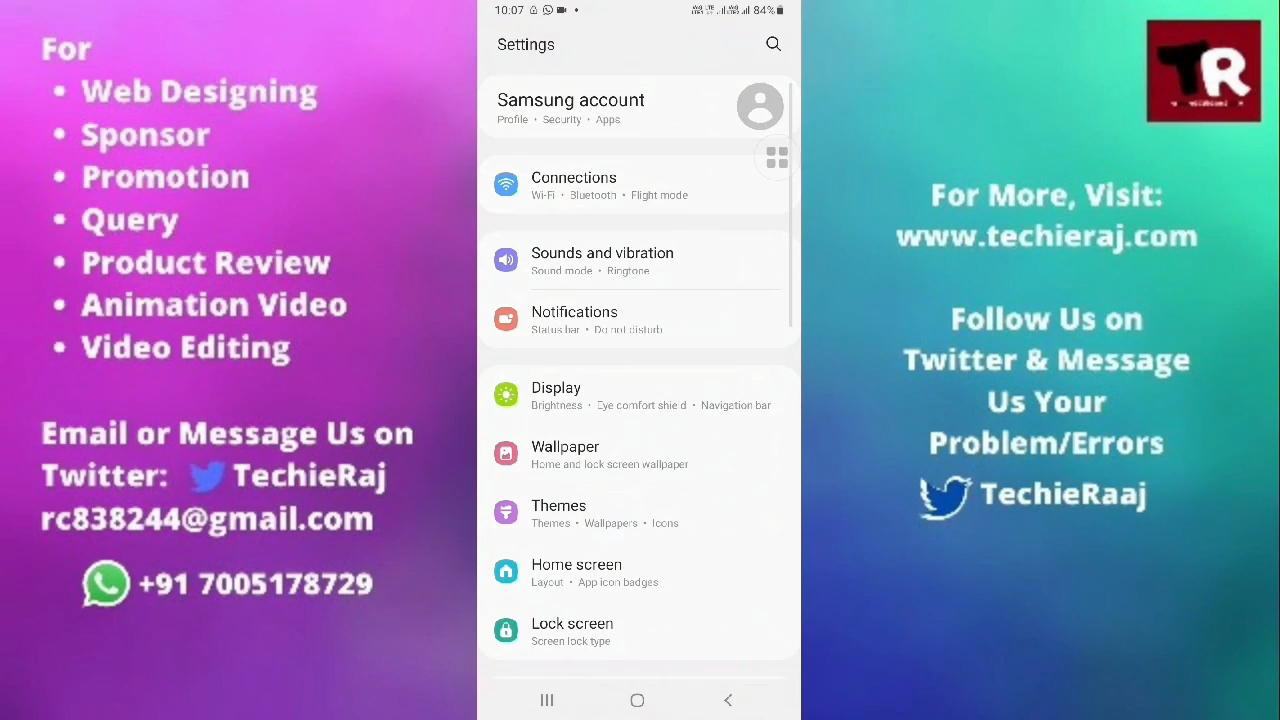 For
• Web Designing
• Sponsor
• Promotion
• Query
• Product Review
• Animation Video
• Video Editing
Email or Message Us on
Twitter: TechieRaj
rc838244@gmail.com
+91 7005178729
10.07
84%
Settings
Samsung account
Profile • Security • Apps
Connections
Wi-Fi • Bluetooth • Flight mode
Sounds and vibration
Sound mode • Ringtone
Notifications
Status bar • Do not disturb
Display
Brightness • Eye comfort shield • Navigation bar
Wallpaper
Home and lock screen wallpaper
Themes
Themes • Wallpapers • Icons
Home screen
Layout • App icon badges
Lock screen
Screen lock type
TR
For More, Visit:
www.techieraj.com
Follow Us on
Twitter & Message
Us Your
Problem/Errors
TechieRaaj